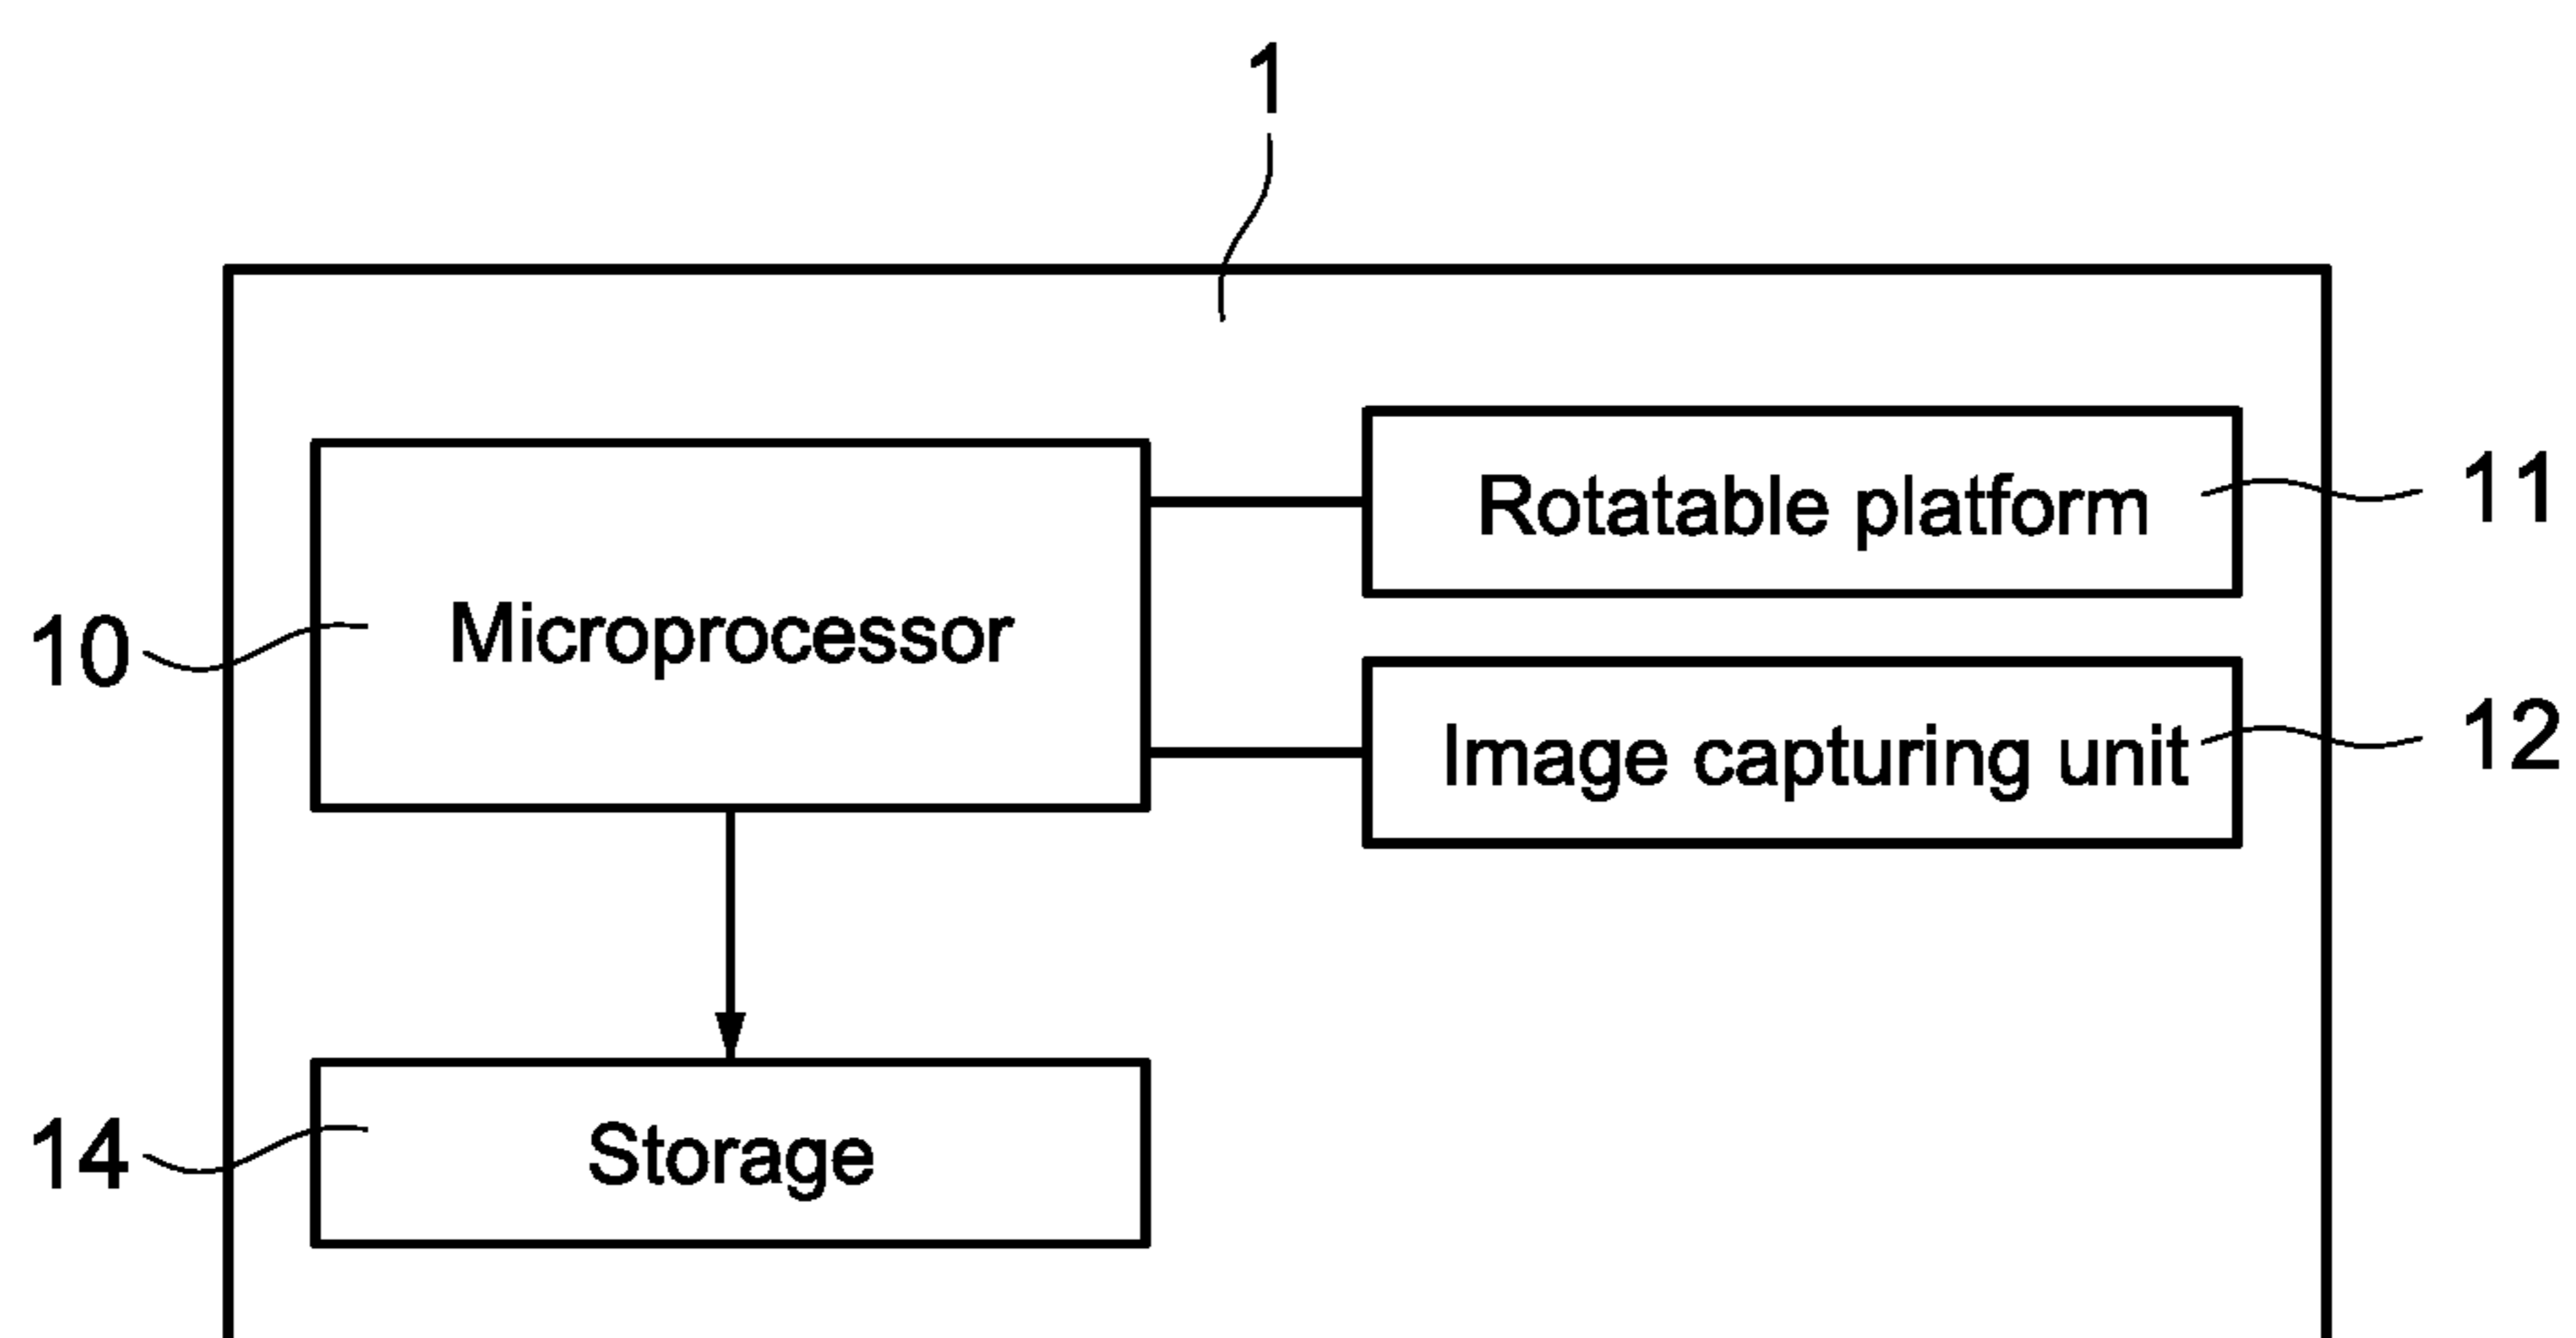 1
Rotatable platform
11
10
Microprocessor
Image capturing unit
12
14
Storage